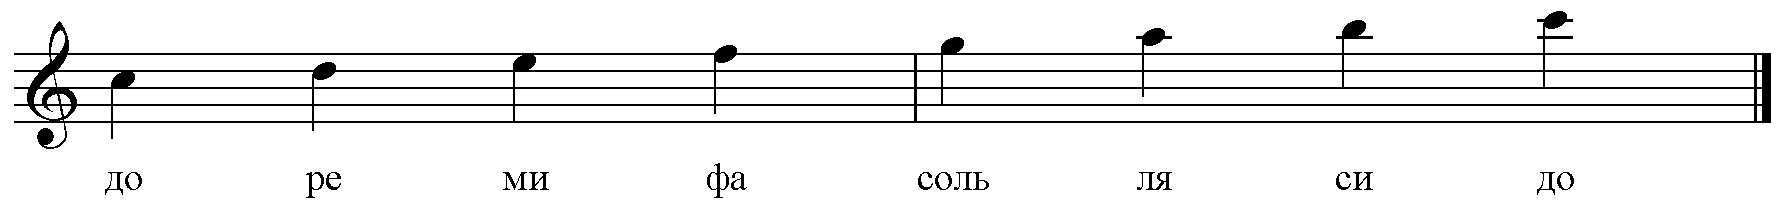 до ре ми фа соль ля си до